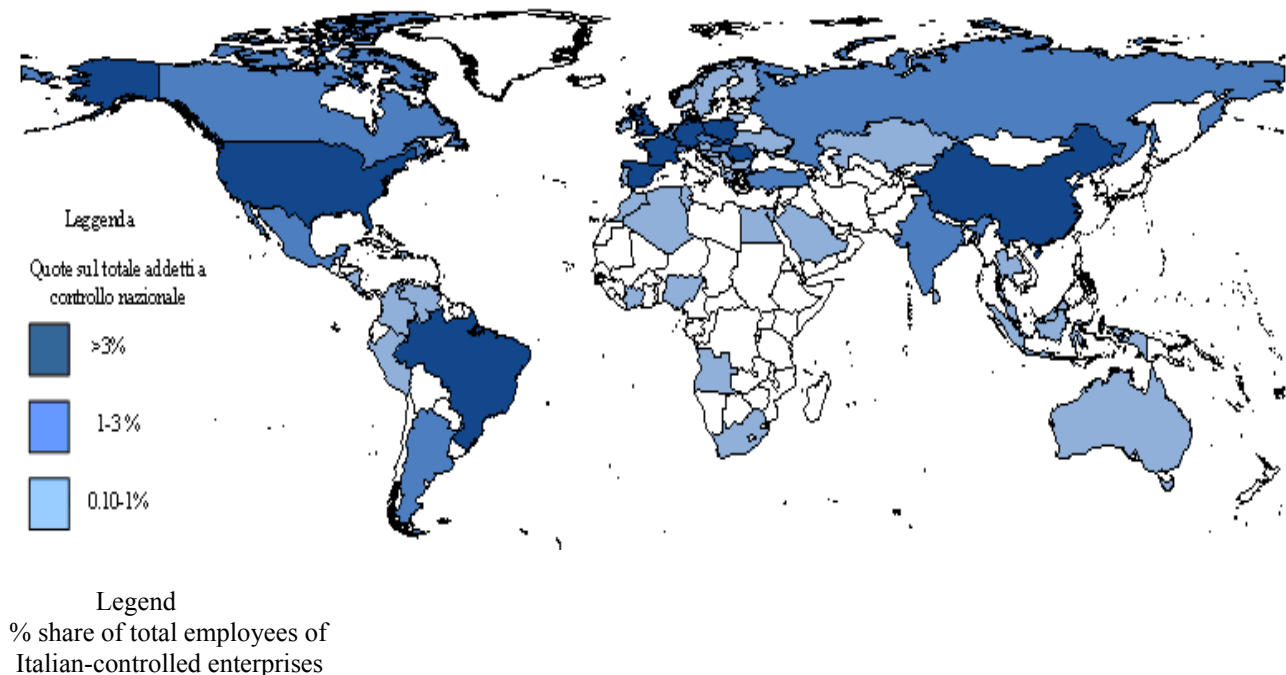 Leggenda
Quote sul totale addetti a
controllo nazionale
>3%
1-3 %
0.10-1%
Legend
% share of total employees of
Italian-controlled enterprises